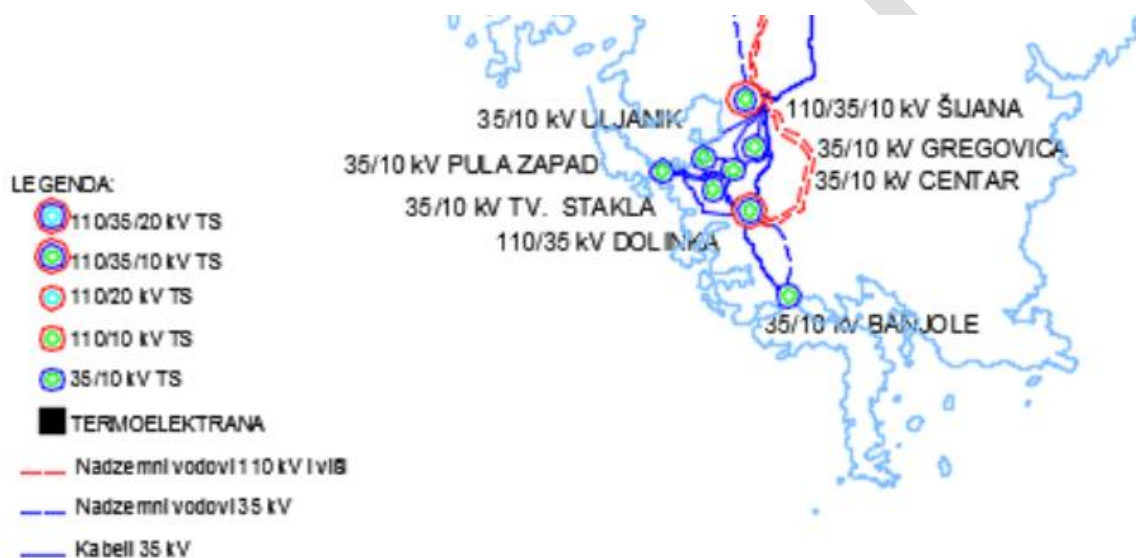 35/10 kV ULJANIK
110/35/10 kV ŠIJANA
35/10 kV GREGOVICA
35/10 kV PULA ZAPAD
35/10 kV CENTAR
35/10 kV TV. STAKLA
110/35 kV DOLINKA
35/10 kV BANJOLE
LEGENDA:
110/35/20 kV TS
110/35/10 kV TS
110/20 kV TS
110/10 kV TS
35/10 kV TS
TERMOELEKTRANA
Nadzemni vodovi 110 kV i viši
Nadzemni vodovi 35 kV
Kabeli 35 kV